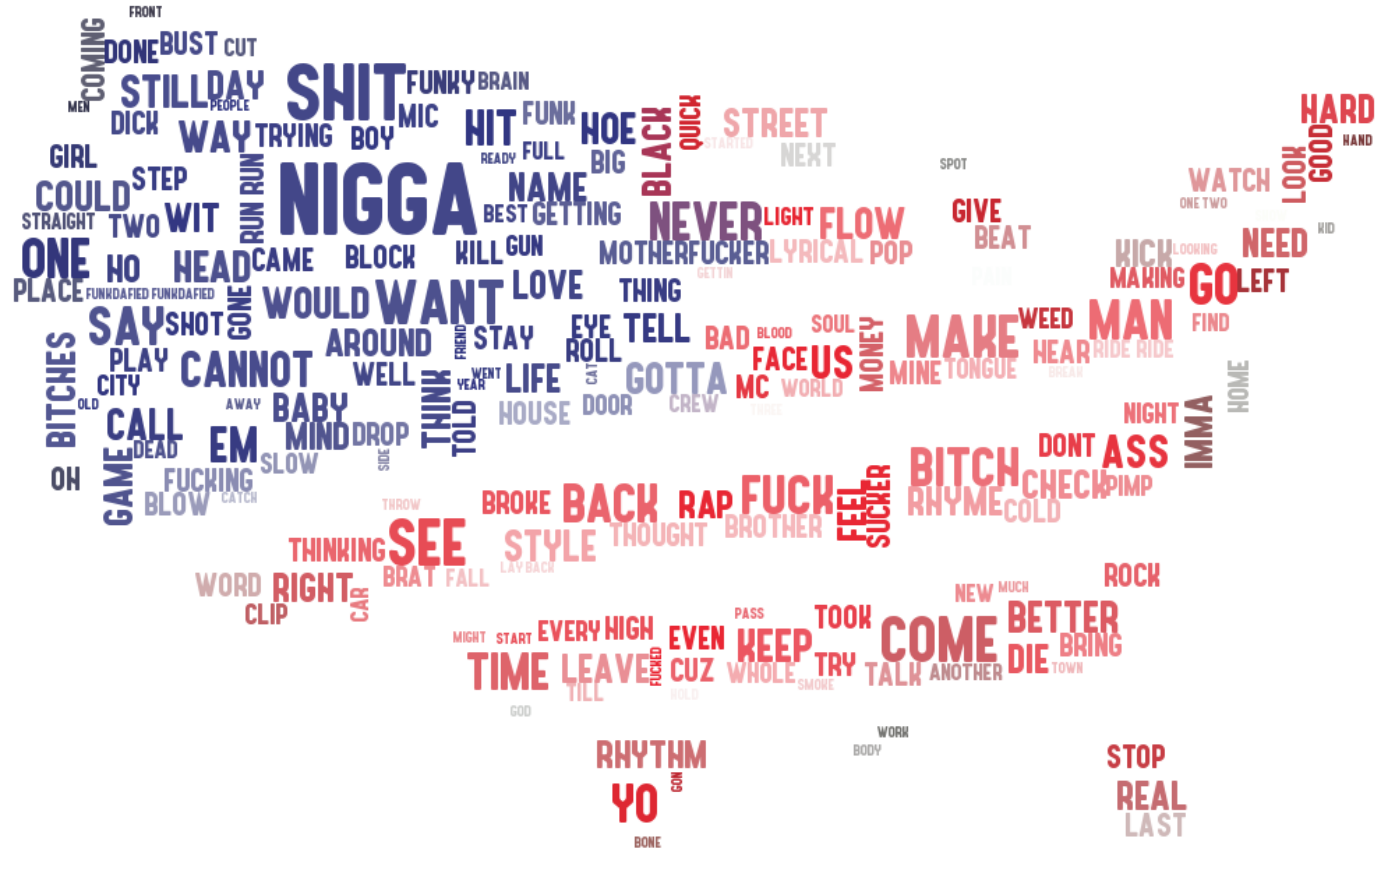 FRONT
COMING
DONE
BUST
CUT
STILL
DAY
PEOPLE
SHIT
FUNKY
BRAIN
MEN
DICK
WAY
TRYING
BOY
MIC
HIT
FUNK
HOE
BLACK
QUICK
STREET
STARTED
NEXT
HARD
HAND
GOOD
LOOK
GIRL
STEP
COULD
STRAIGHT
TWO
WIT
RUN RUN
NIGGA
READY
FULL
BIG
NAME
BEST
GETTING
SPOT
WATCH
ONE TWO
KID
NEVER
LIGHT
FLOW
GIVE
BEAT
ONE
HO
HEAD
CAME
BLOCK
KILL
GUN
MOTHERFUCKER
LYRICAL
POP
GETTIN
PAIN
KICK
LOOKING
NEED
PLACE
FUNKDAFIED
FUNKDAFIED
GONE
WOULD
WANT
LOVE
THING
MAKING
GO
LEFT
SAY
SHOT
AROUND
FRIEND
STAY
EYE
TELL
ROLL
BAD
BLOOD
SOUL
MONEY
MAKE
WEED
MAN
FIND
HEAR
RIDE RIDE
BITCHES
PLAY
CITY
CANNOT
WELL
THINK
WENT
YEAR
LIFE
CAT
GOTTA
FACE
US
MC
WORLD
MINE
TONGUE
BREAK
HOME
OLD
CALL
DEAD
AWAY
BABY
EM
MIND
DROP
TOLD
HOUSE
DOOR
CREW
THREE
NIGHT
IMMA
OH
GAME
FUCKING
BLOW
CATCH
SLOW
SIDE
DONT
ASS
BITCH
CHECK
PIMP
RHYME
COLD
THROW
BROKE
BACK
RAP
FUCK
FEEL
SUCKER
BROTHER
THINKING
SEE
STYLE
THOUGHT
LAY BACK
BRAT
FALL
WORD
RIGHT
CAR
CLIP
ROCK
NEW
MUCH
MIGHT
START
EVERY
HIGH
EVEN
PASS
KEEP
TOOK
COME
BETTER
BRING
TIME
LEAVE
FUCKED
CUZ
WHOLE
TRY
TALK
ANOTHER
DIE
TOWN
TILL
HOLD
SMOKE
GOD
WORK
BODY
RHYTHM
GON
YO
BONE
STOP
REAL
LAST